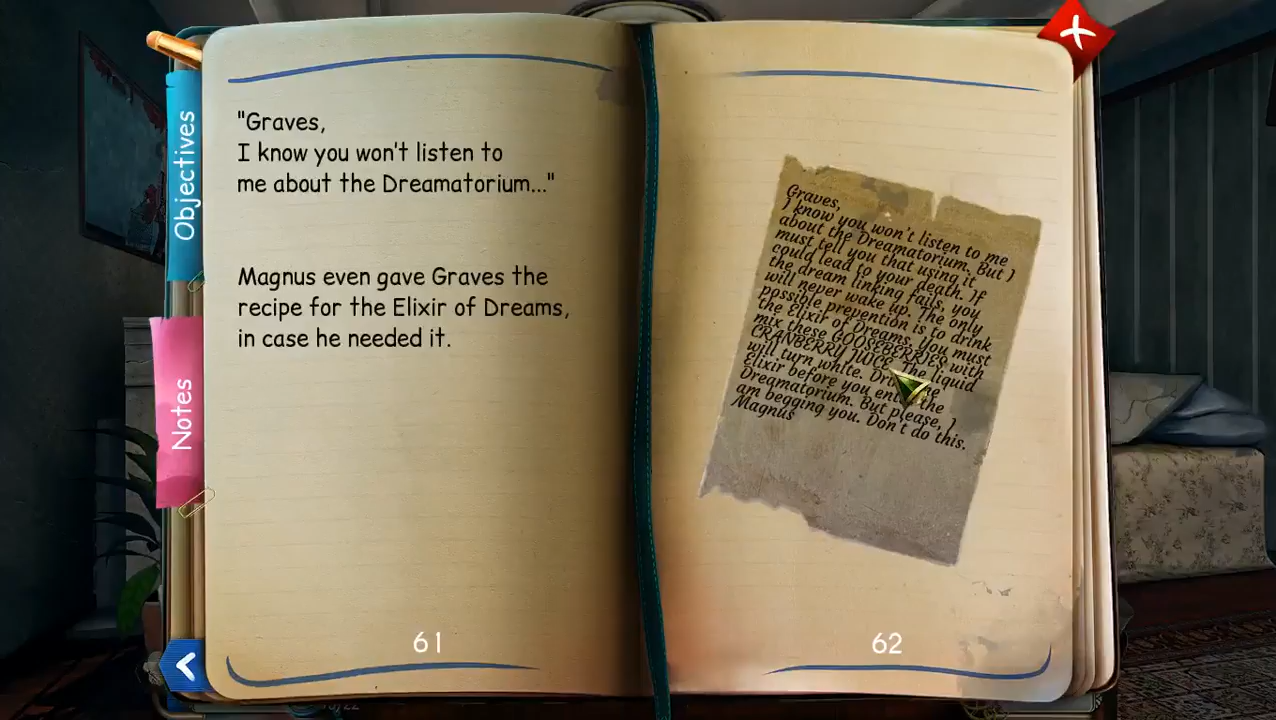 "Graves,
I know you won't listen to
me about the Dreamatorium..."
Magnus even gave Graves the
recipe for the Elixir of Dreams,
in case he needed it.
61
Objectives
Notes
Graves,
I know you won't listen to me
about the Dreamatorium. But I
must tell you that using it
could lead to your death. If
the dream linking fails, you
will never wake up. The only
possible prevention is to drink
the Elixir of Dreams. You must
mix these GOOSEBERRIES with
CRANBERRY JUICE. The liquid
will turn white. the
Elixir before you the
Dreamatorium. But please, I
am begging you. Don't do this.
Magnus
62